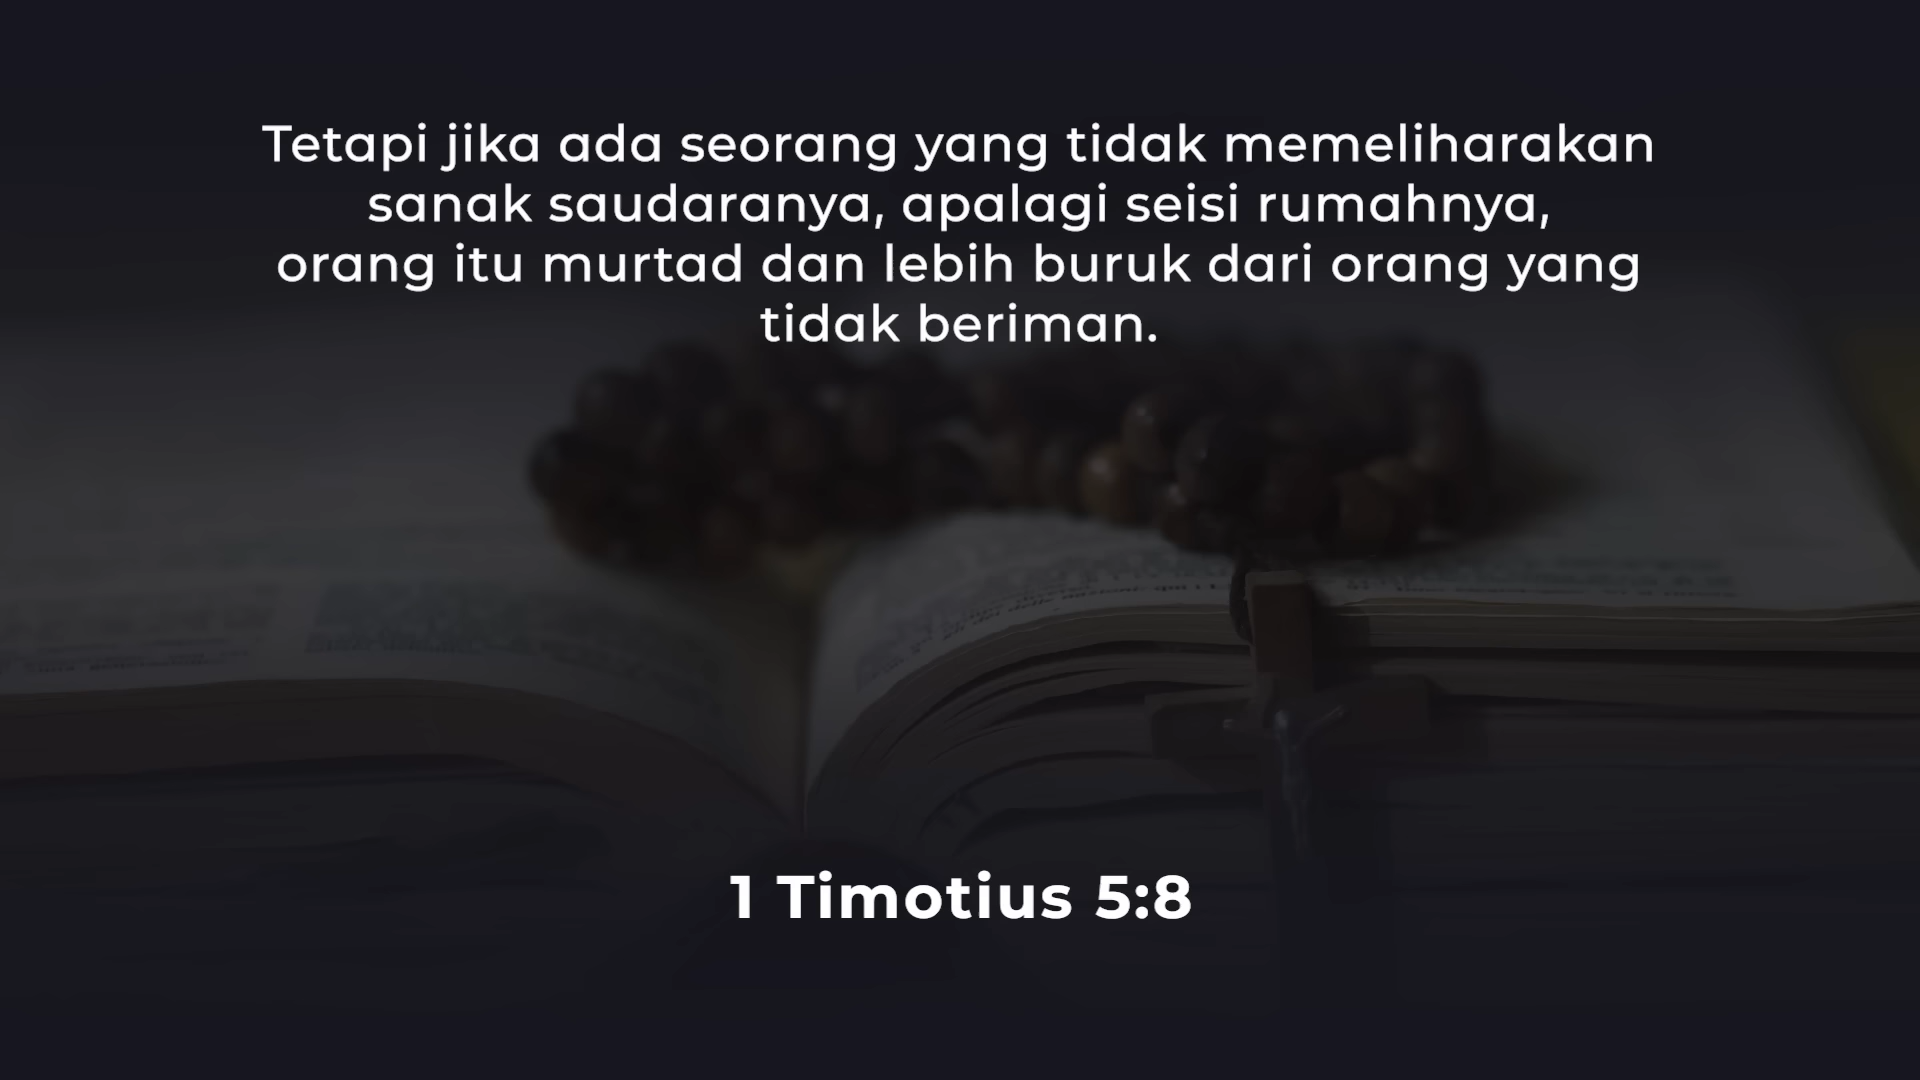 Tetapi jika ada seorang yang tidak memeliharakan
sanak saudaranya, apalagi seisi rumahnya,
orang itu murtad dan lebih buruk dari orang yang
tidak beriman.
1 Timotius 5:8